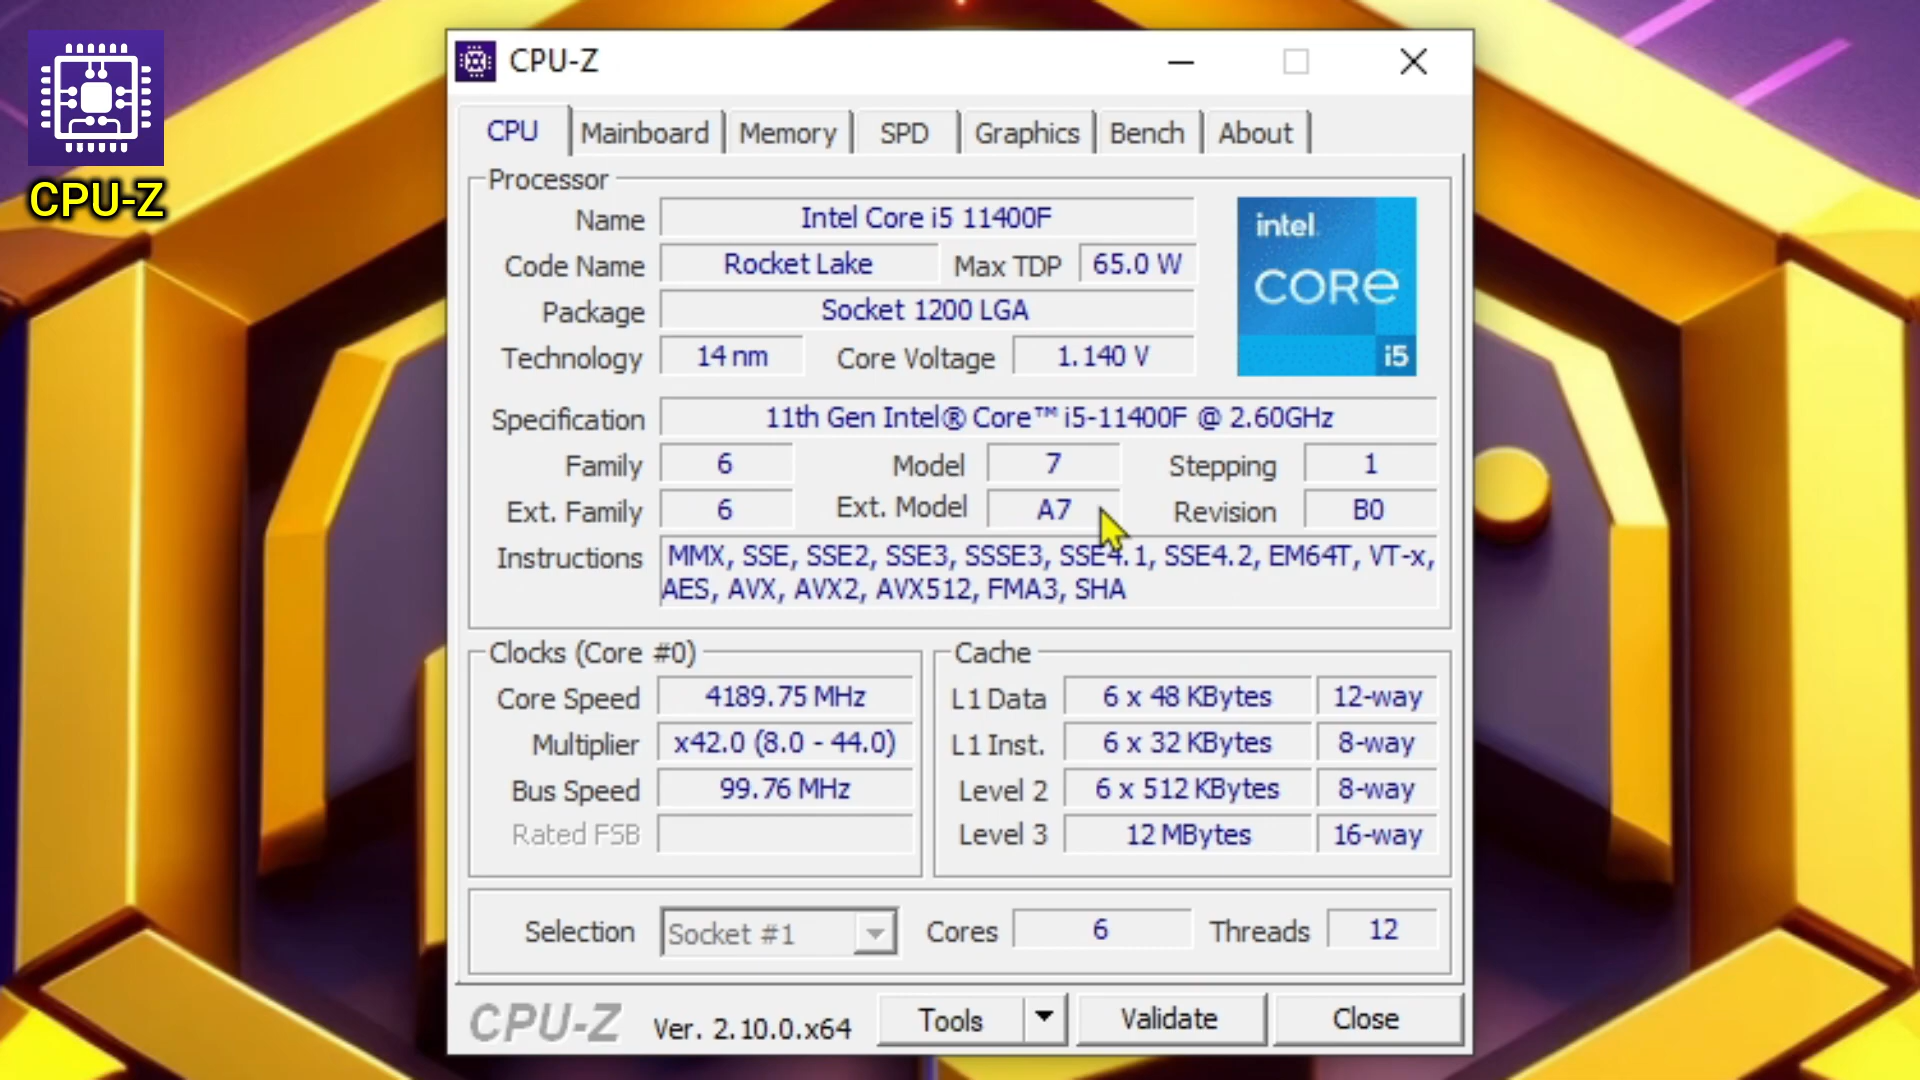 CPU-Z
CPU-Z
CPU Mainboard Memory SPD Graphics Bench About
Processor
Name Intel Core i5 11400F
Code Name Rocket Lake Max TDP 65.0 W
Package Socket 1200 LGA
Technology 14 nm Core Voltage 1.140 V
intel
CORE
i5
Specification 11th Gen Intel® Core™ i5-11400F @ 2.60GHz
Family 6 Model 7 Stepping 1
Ext. Family 6 Ext. Model A7 Revision B0
Instructions MMX, SSE, SSE2, SSE3, SSSE3, SSE4.1, SSE4.2, EM64T, VT-x,
AES, AVX, AVX2, AVX512, FMA3, SHA
Clocks (Core #0)
Core Speed 4189.75 MHz
Multiplier x42.0 (8.0 - 44.0)
Bus Speed 99.76 MHz
Rated FSB
Cache
L1 Data 6 x 48 KBytes 12-way
L1 Inst. 6 x 32 KBytes 8-way
Level 2 6 x 512 KBytes 8-way
Level 3 12 MBytes 16-way
Selection Socket #1 Cores 6 Threads 12
CPU-Z Ver. 2.10.0.x64 Tools Validate Close